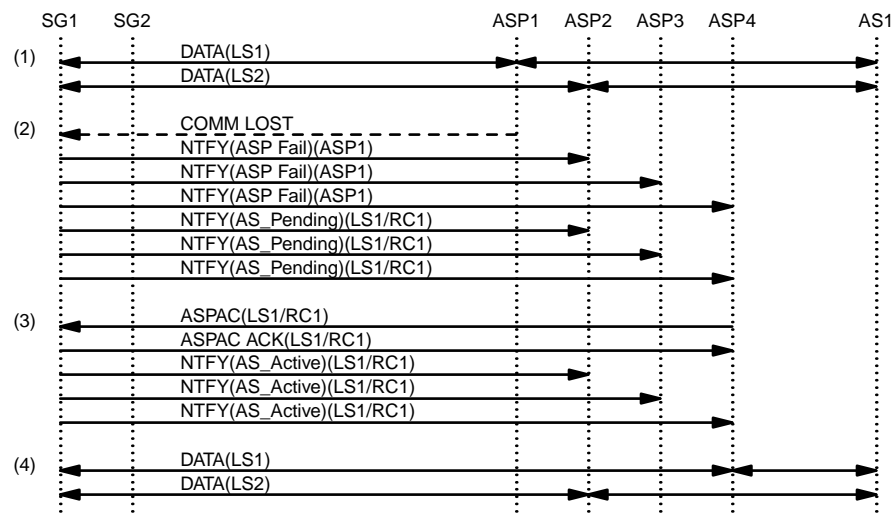 SG1 SG2 ASP1 ASP2 ASP3 ASP4 AS1
(1) DATA(LS1)
DATA(LS2)
(2) COMM LOST
NTFY(ASP Fail)(ASP1)
NTFY(ASP Fail)(ASP1)
NTFY(ASP Fail)(ASP1)
NTFY(AS_Pending)(LS1/RC1)
NTFY(AS_Pending)(LS1/RC1)
NTFY(AS_Pending)(LS1/RC1)
(3) ASPAC(LS1/RC1)
ASPAC ACK(LS1/RC1)
NTFY(AS_Active)(LS1/RC1)
NTFY(AS_Active)(LS1/RC1)
NTFY(AS_Active)(LS1/RC1)
(4) DATA(LS1)
DATA(LS2)